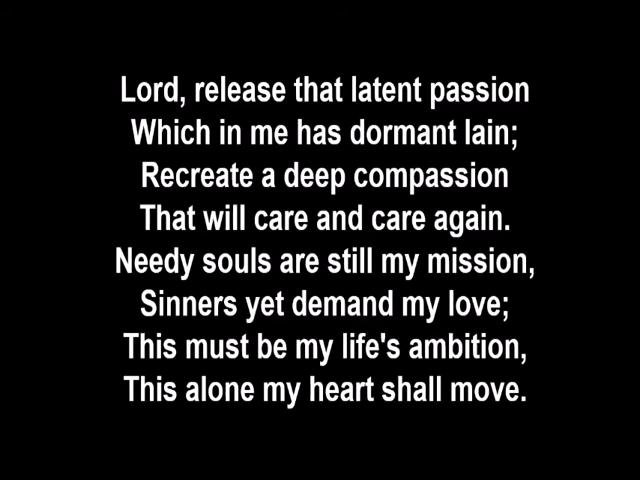 Lord, release that latent passion
Which in me has dormant lain;
Recreate a deep compassion
That will care and care again.
Needy souls are still my mission,
Sinners yet demand my love;
This must be my life's ambition,
This alone my heart shall move.